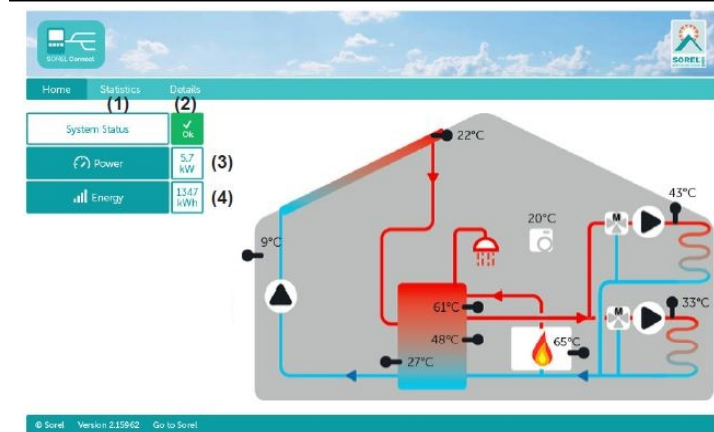 SOREL Connect
SOREL
Home Statistics Details
(1) (2)
System Status Ok
Power 5.7 kW (3)
Energy 1347 kWh (4)
22°C
43°C
20°C
9°C
M
61°C
33°C
M
48°C
65°C
27°C
© Sorel Version 2.15962 Go to Sorel